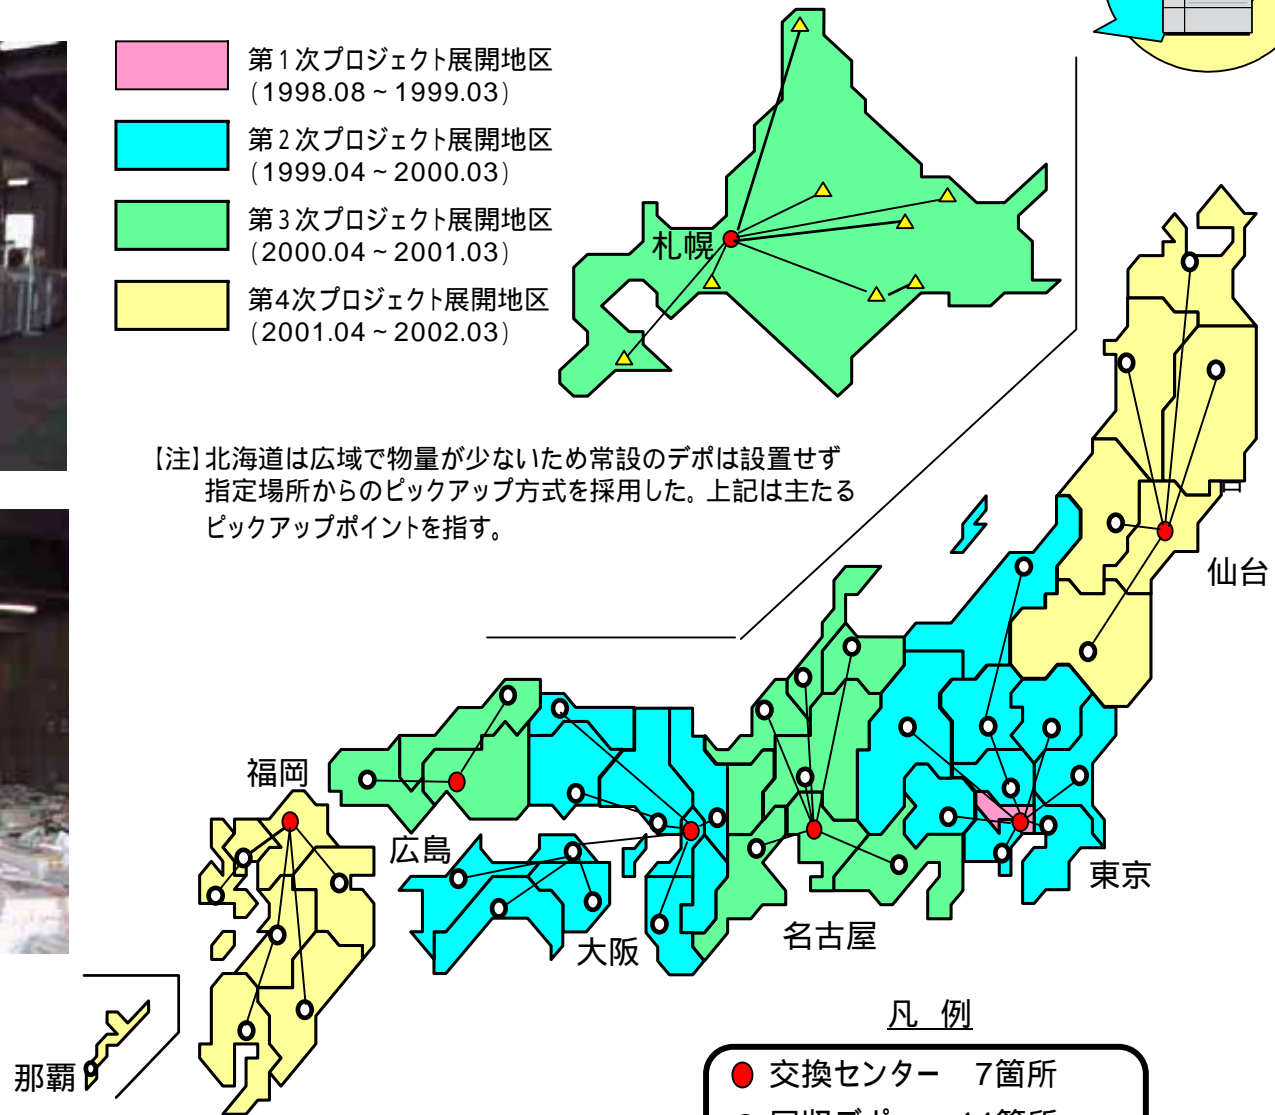 第1次プロジェクト展開地区
(1998.08～1999.03)
第2次プロジェクト展開地区
(1999.04～2000.03)
第3次プロジェクト展開地区
(2000.04～2001.03)
第4次プロジェクト展開地区
(2001.04～2002.03)
札幌
【注】北海道は広域で物量が少ないため常設のデポは設置せず
指定場所からのピックアップ方式を採用した。上記は主たる
ピックアップポイントを指す。
仙台
福岡
広島
東京
名古屋
大阪
那覇
凡 例
交換センター 7箇所